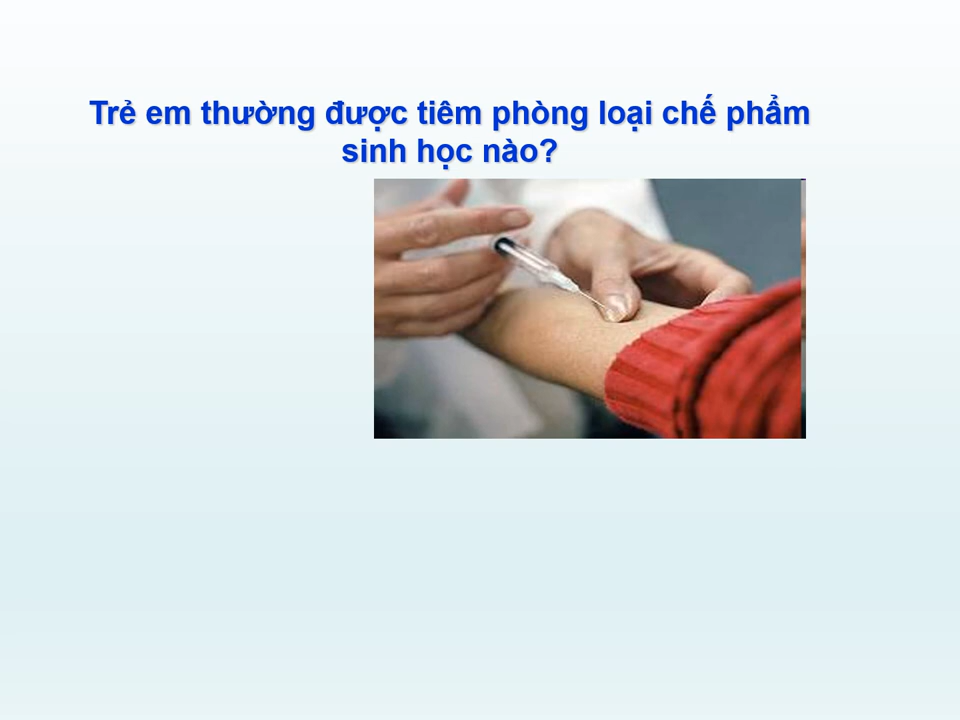 Trẻ em thường được tiêm phòng loại chế phẩm
sinh học nào?